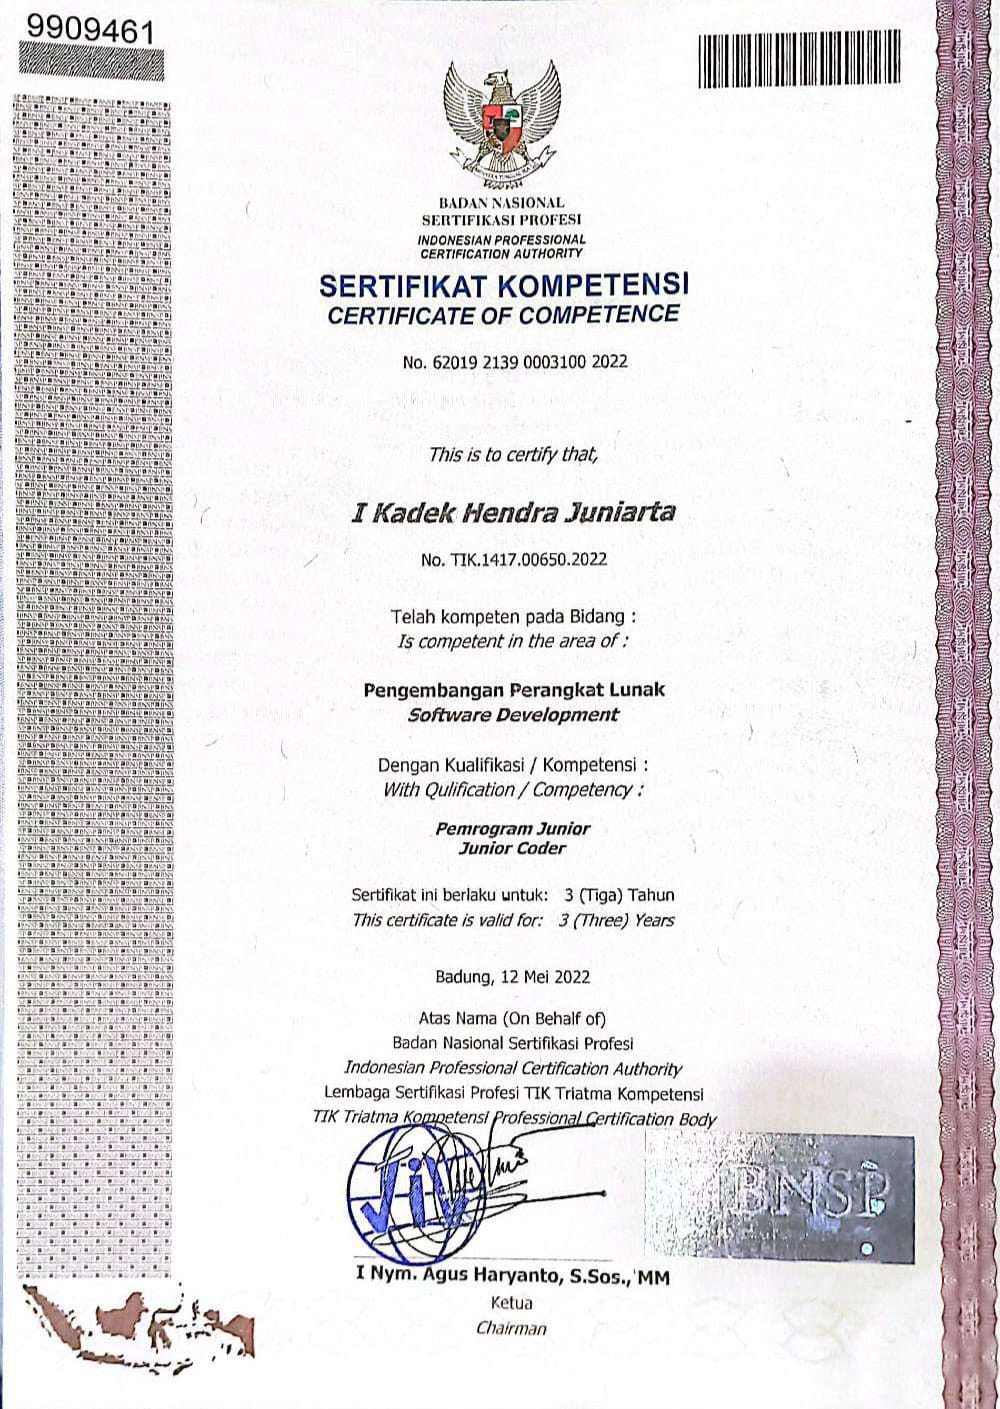 9909461
BADAN NASIONAL
SERTIFIKASI PROFESI
INDONESIAN PROFESSIONAL
CERTIFICATION AUTHORITY
SERTIFIKAT KOMPETENSI
CERTIFICATE OF COMPETENCE
No. 62019 2139 0003100 2022
This is to certify that,
I Kadek Hendra Juniarta
No. TIK.1417.00650.2022
Telah kompeten pada Bidang :
Is competent in the area of :
Pengembangan Perangkat Lunak
Software Development
Dengan Kualifikasi / Kompetensi :
With Qulification / Competency :
Pemrogram Junior
Junior Coder
Sertifikat ini berlaku untuk: 3 (Tiga) Tahun
This certificate is valid for: 3 (Three) Years
Badung, 12 Mei 2022
Atas Nama (On Behalf of)
Badan Nasional Sertifikasi Profesi
Indonesian Professional Certification Authority
Lembaga Sertifikasi Profesi TIK Triatma Kompetensi
TIK Triatma Kompetensi Professional Certification Body
BNSP
I Nym. Agus Haryanto, S.Sos., MM
Ketua
Chairman